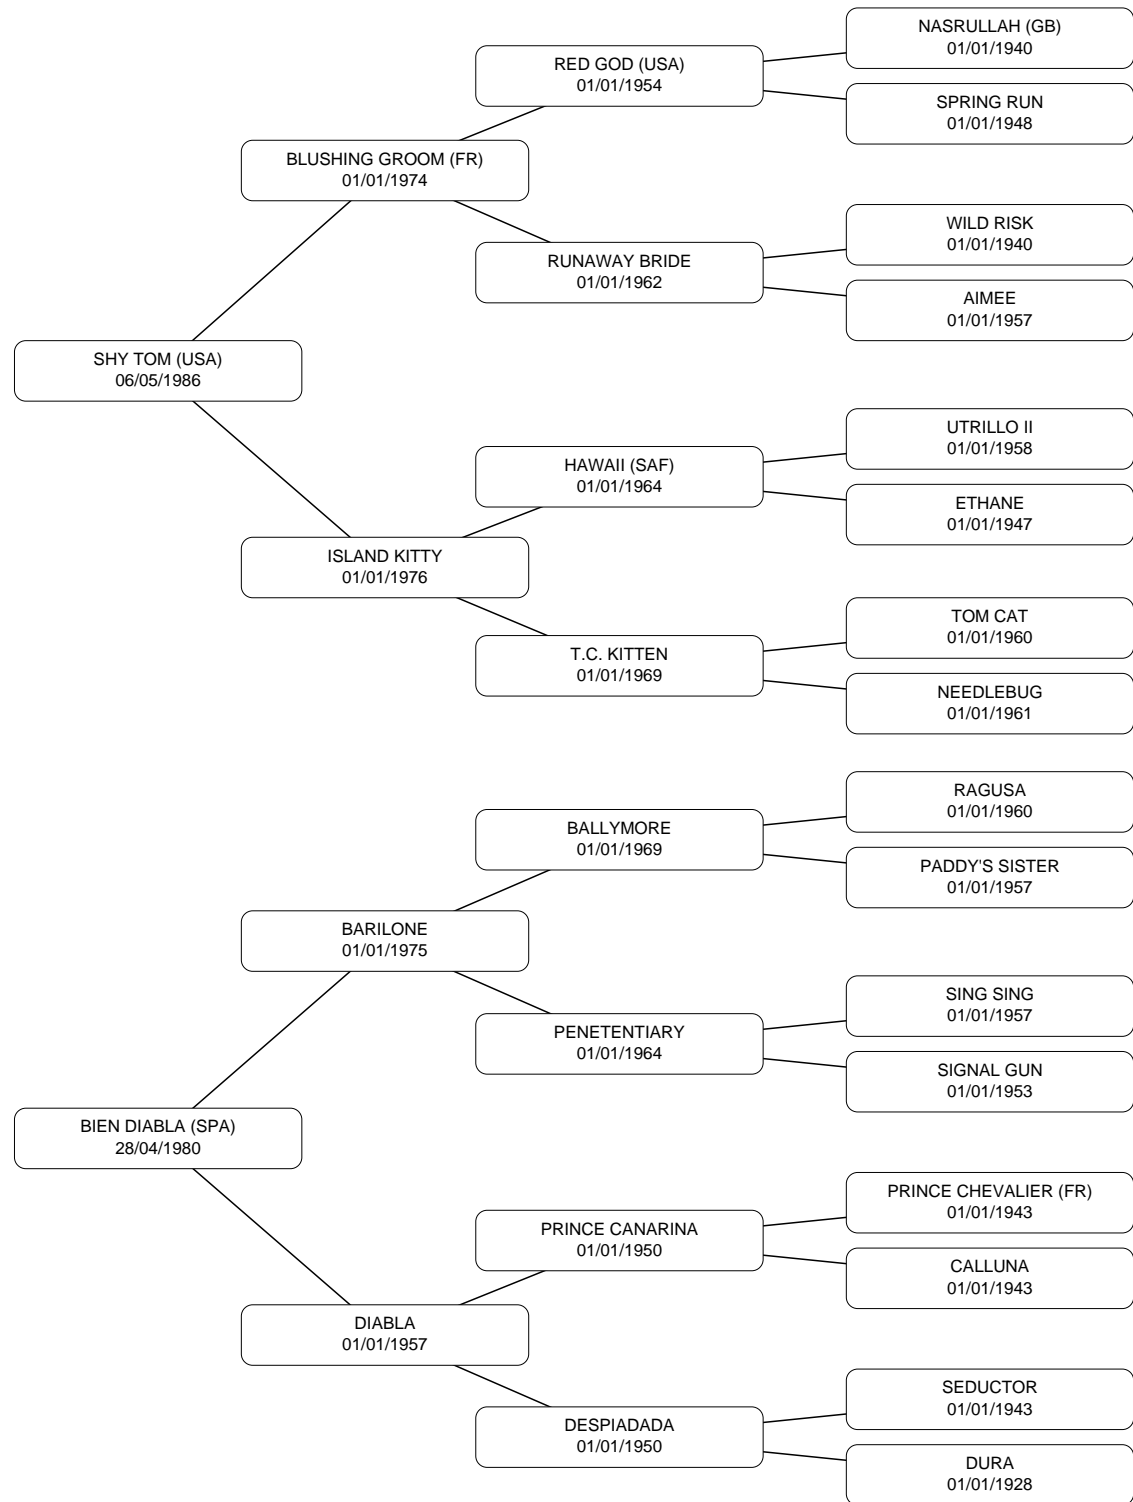 NASRULLAH (GB)
01/01/1940
RED GOD (USA)
01/01/1954
SPRING RUN
01/01/1948
BLUSHING GROOM (FR)
01/01/1974
WILD RISK
01/01/1940
RUNAWAY BRIDE
01/01/1962
AIMEE
01/01/1957
SHY TOM (USA)
06/05/1986
UTRILLO II
01/01/1958
HAWAII (SAF)
01/01/1964
ETHANE
01/01/1947
ISLAND KITTY
01/01/1976
TOM CAT
01/01/1960
T.C. KITTEN
01/01/1969
NEEDLEBUG
01/01/1961
RAGUSA
01/01/1960
BALLYMORE
01/01/1969
PADDY'S SISTER
01/01/1957
BARILONE
01/01/1975
SING SING
01/01/1957
PENETENTIARY
01/01/1964
SIGNAL GUN
01/01/1953
BIEN DIABLA (SPA)
28/04/1980
PRINCE CHEVALIER (FR)
01/01/1943
PRINCE CANARINA
01/01/1950
CALLUNA
01/01/1943
DIABLA
01/01/1957
SEDUCTOR
01/01/1943
DESPIADADA
01/01/1950
DURA
01/01/1928